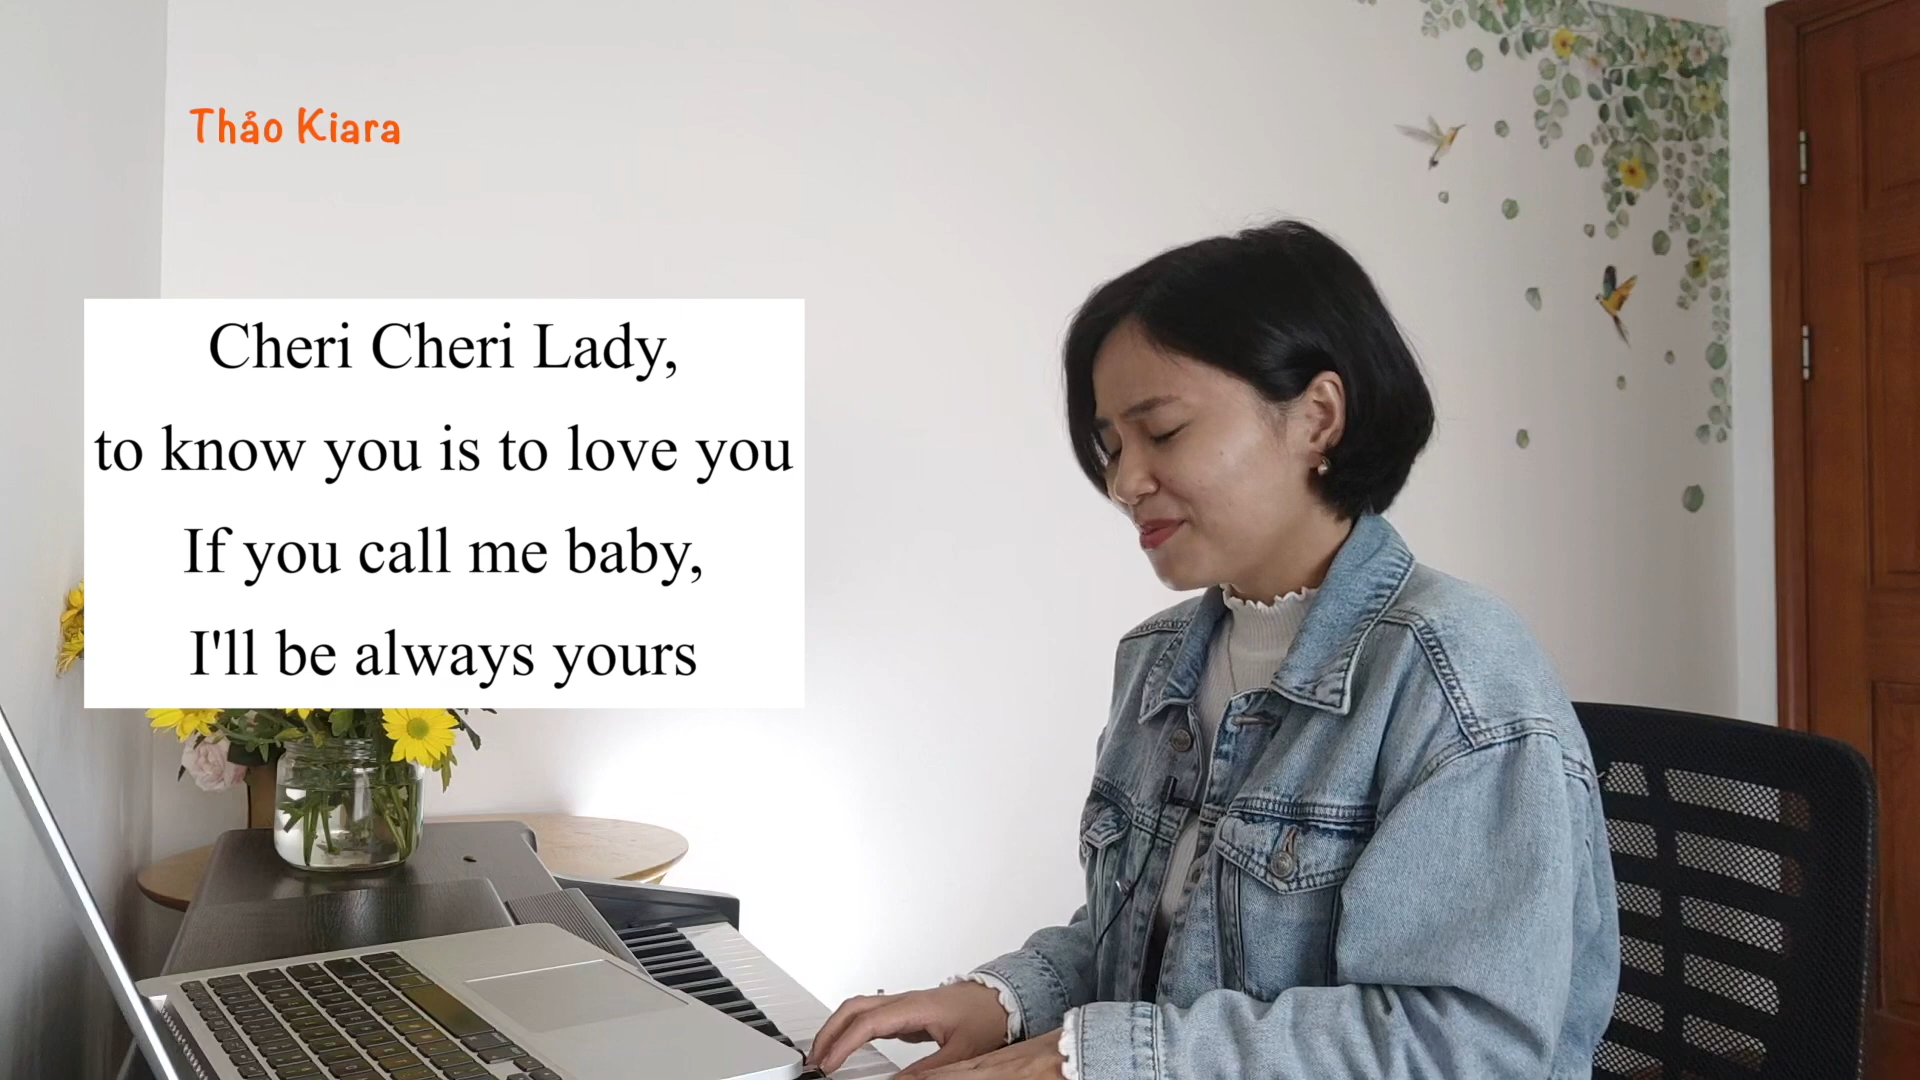 Thảo Kiara
Cheri Cheri Lady,
to know you is to love you
If you call me baby,
I'll be always yours